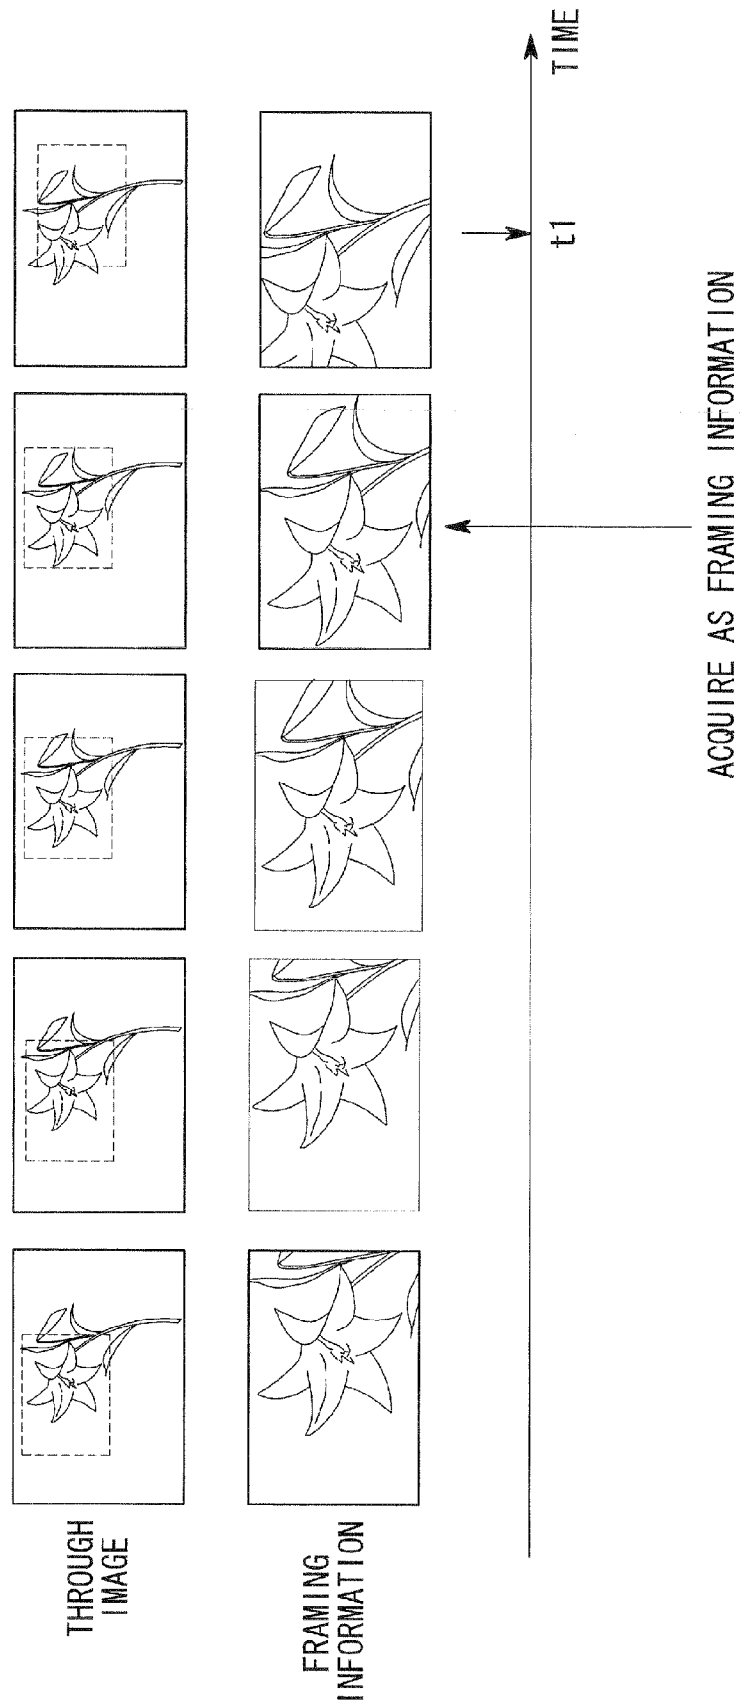 THROUGH
IMAGE
FRAMING
INFORMATION
t1
TIME
ACQUIRE AS FRAMING INFORMATION